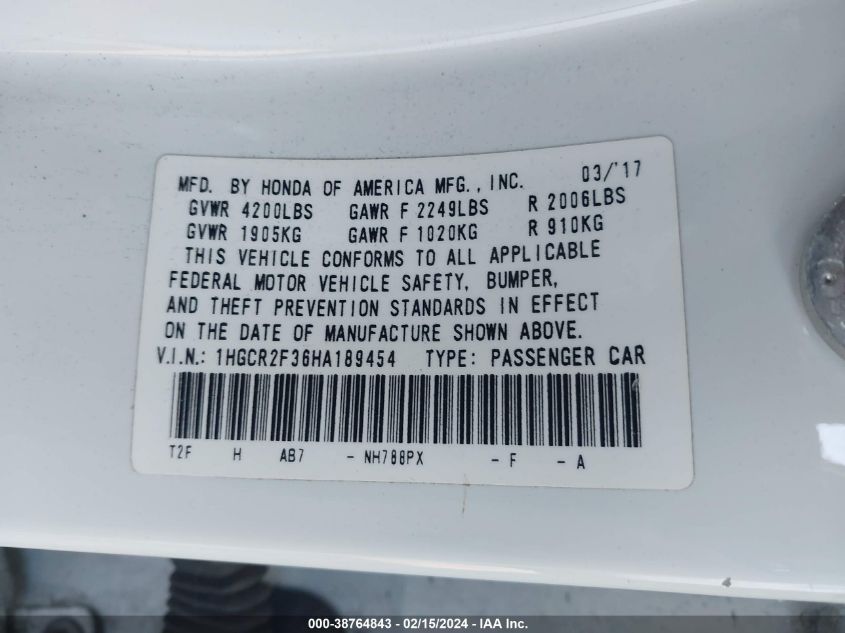 MFD. BY HONDA OF AMERICA MFG., INC. 03/'17
GVWR 4200LBS GAWR F 2249LBS R 2006LBS
GVWR 1905KG GAWR F 1020KG R 910KG
THIS VEHICLE CONFORMS TO ALL APPLICABLE
FEDERAL MOTOR VEHICLE SAFETY, BUMPER,
AND THEFT PREVENTION STANDARDS IN EFFECT
ON THE DATE OF MANUFACTURE SHOWN ABOVE.
V.I.N.: 1HGCR2F36HA189454 TYPE: PASSENGER CAR
T2F H AB7 - NH788PX - F - A
000-38764843 - 02/15/2024 - IAA Inc.